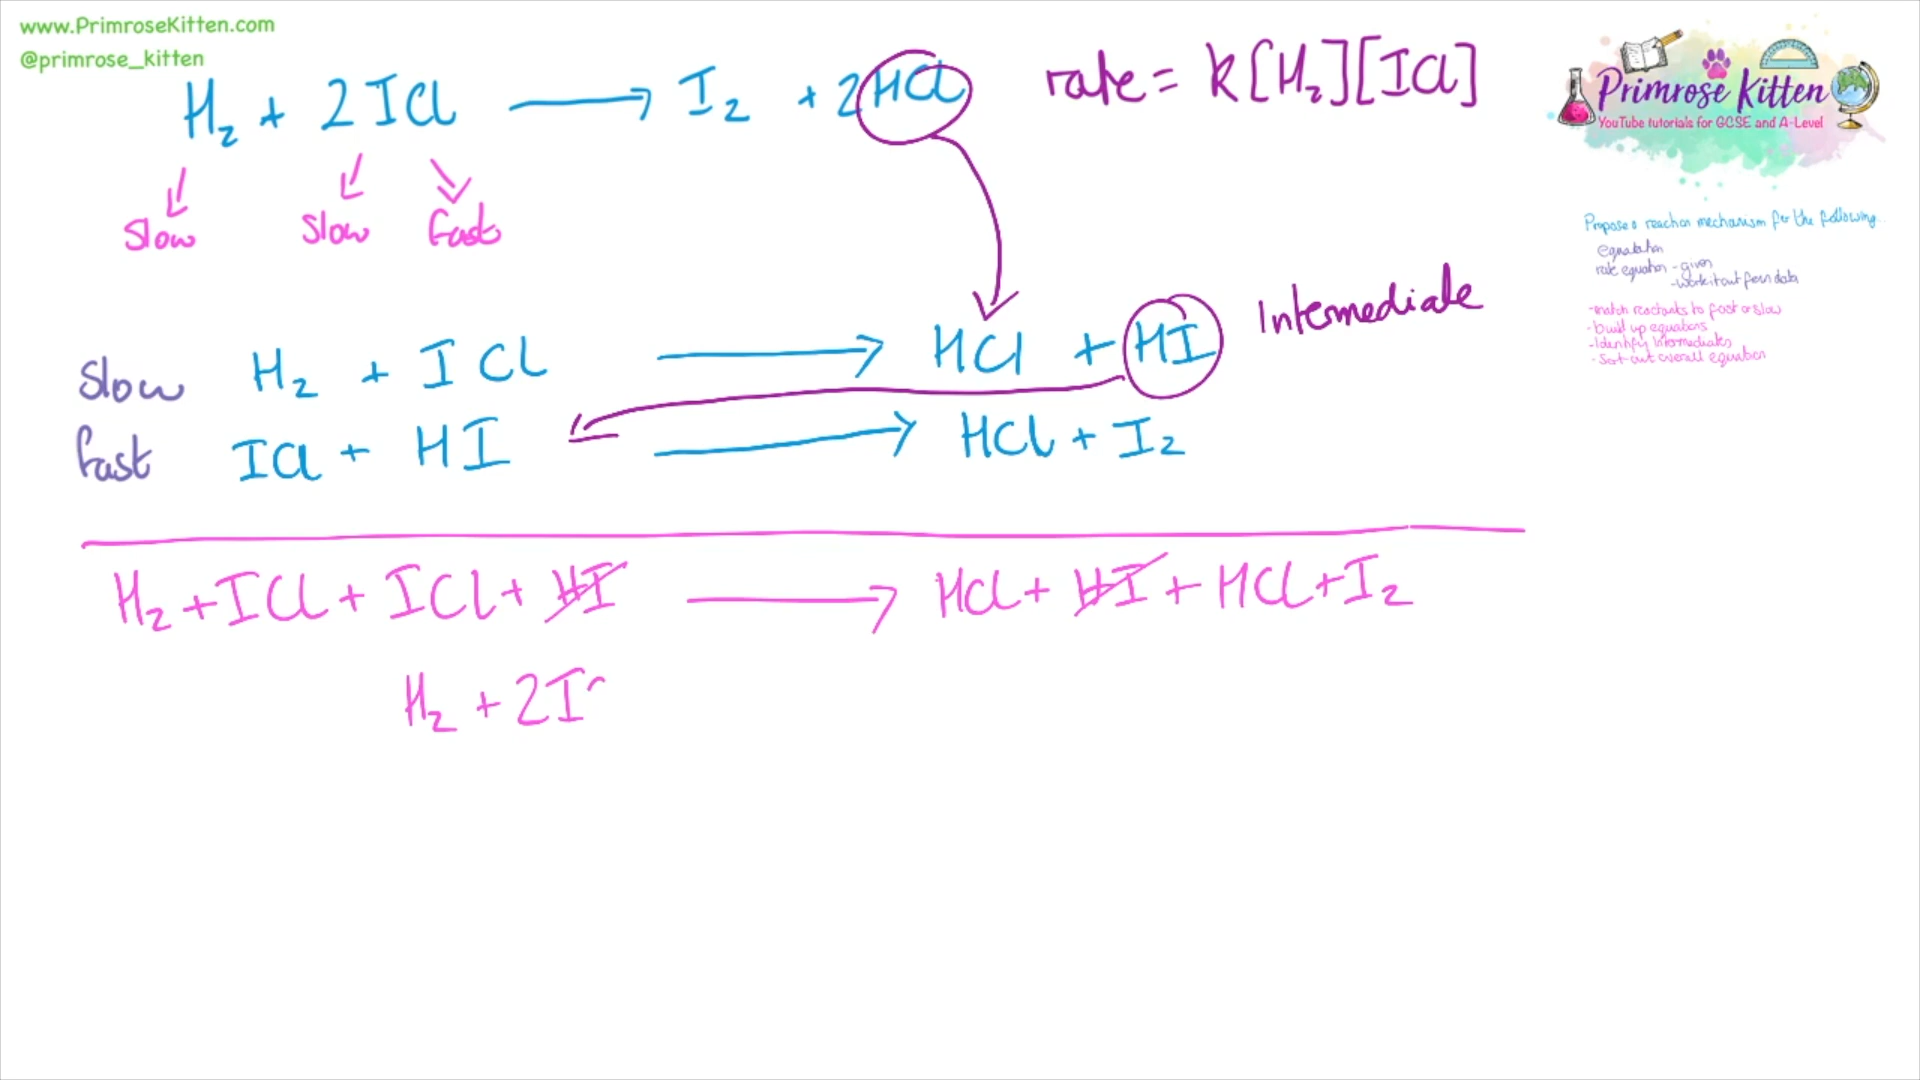 www.PrimroseKitten.com
@primrose_kitten
H₂ + 2ICl → I₂ + 2HCl
rate = k[H₂][ICl]
Slow Slow fast
Primrose Kitten
YouTube tutorials for GCSE and A-Level
Propose a reaction mechanism for the following..
rate equation - given
- work it out from data
- match reactants to fast or slow
- build up equations
- Identify Intermediates
- Sort out overall equation
Slow H₂ + ICl → HCl + HI Intermediate
fast ICl + HI → HCl + I₂
H₂ + ICl + ICl + HI → HCl + HI + HCl + I₂
H₂ + 2I